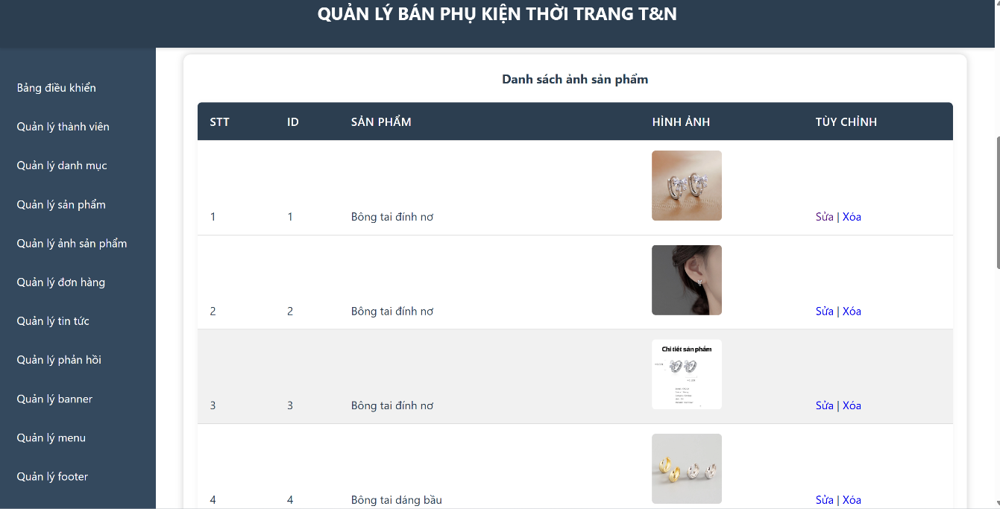 QUẢN LÝ BÁN PHỤ KIỆN THỜI TRANG T&N
Bảng điều khiển
Quản lý thành viên
Quản lý danh mục
Quản lý sản phẩm
Quản lý ảnh sản phẩm
Quản lý đơn hàng
Quản lý tin tức
Quản lý phản hồi
Quản lý banner
Quản lý menu
Quản lý footer
Danh sách ảnh sản phẩm
STT ID SẢN PHẨM HÌNH ẢNH TÙY CHỈNH
1 1 Bông tai đính nơ Sửa | Xóa
2 2 Bông tai đính nơ Sửa | Xóa
Chi tiết sản phẩm
3 3 Bông tai đính nơ Sửa | Xóa
4 4 Bông tai dáng bầu Sửa | Xóa